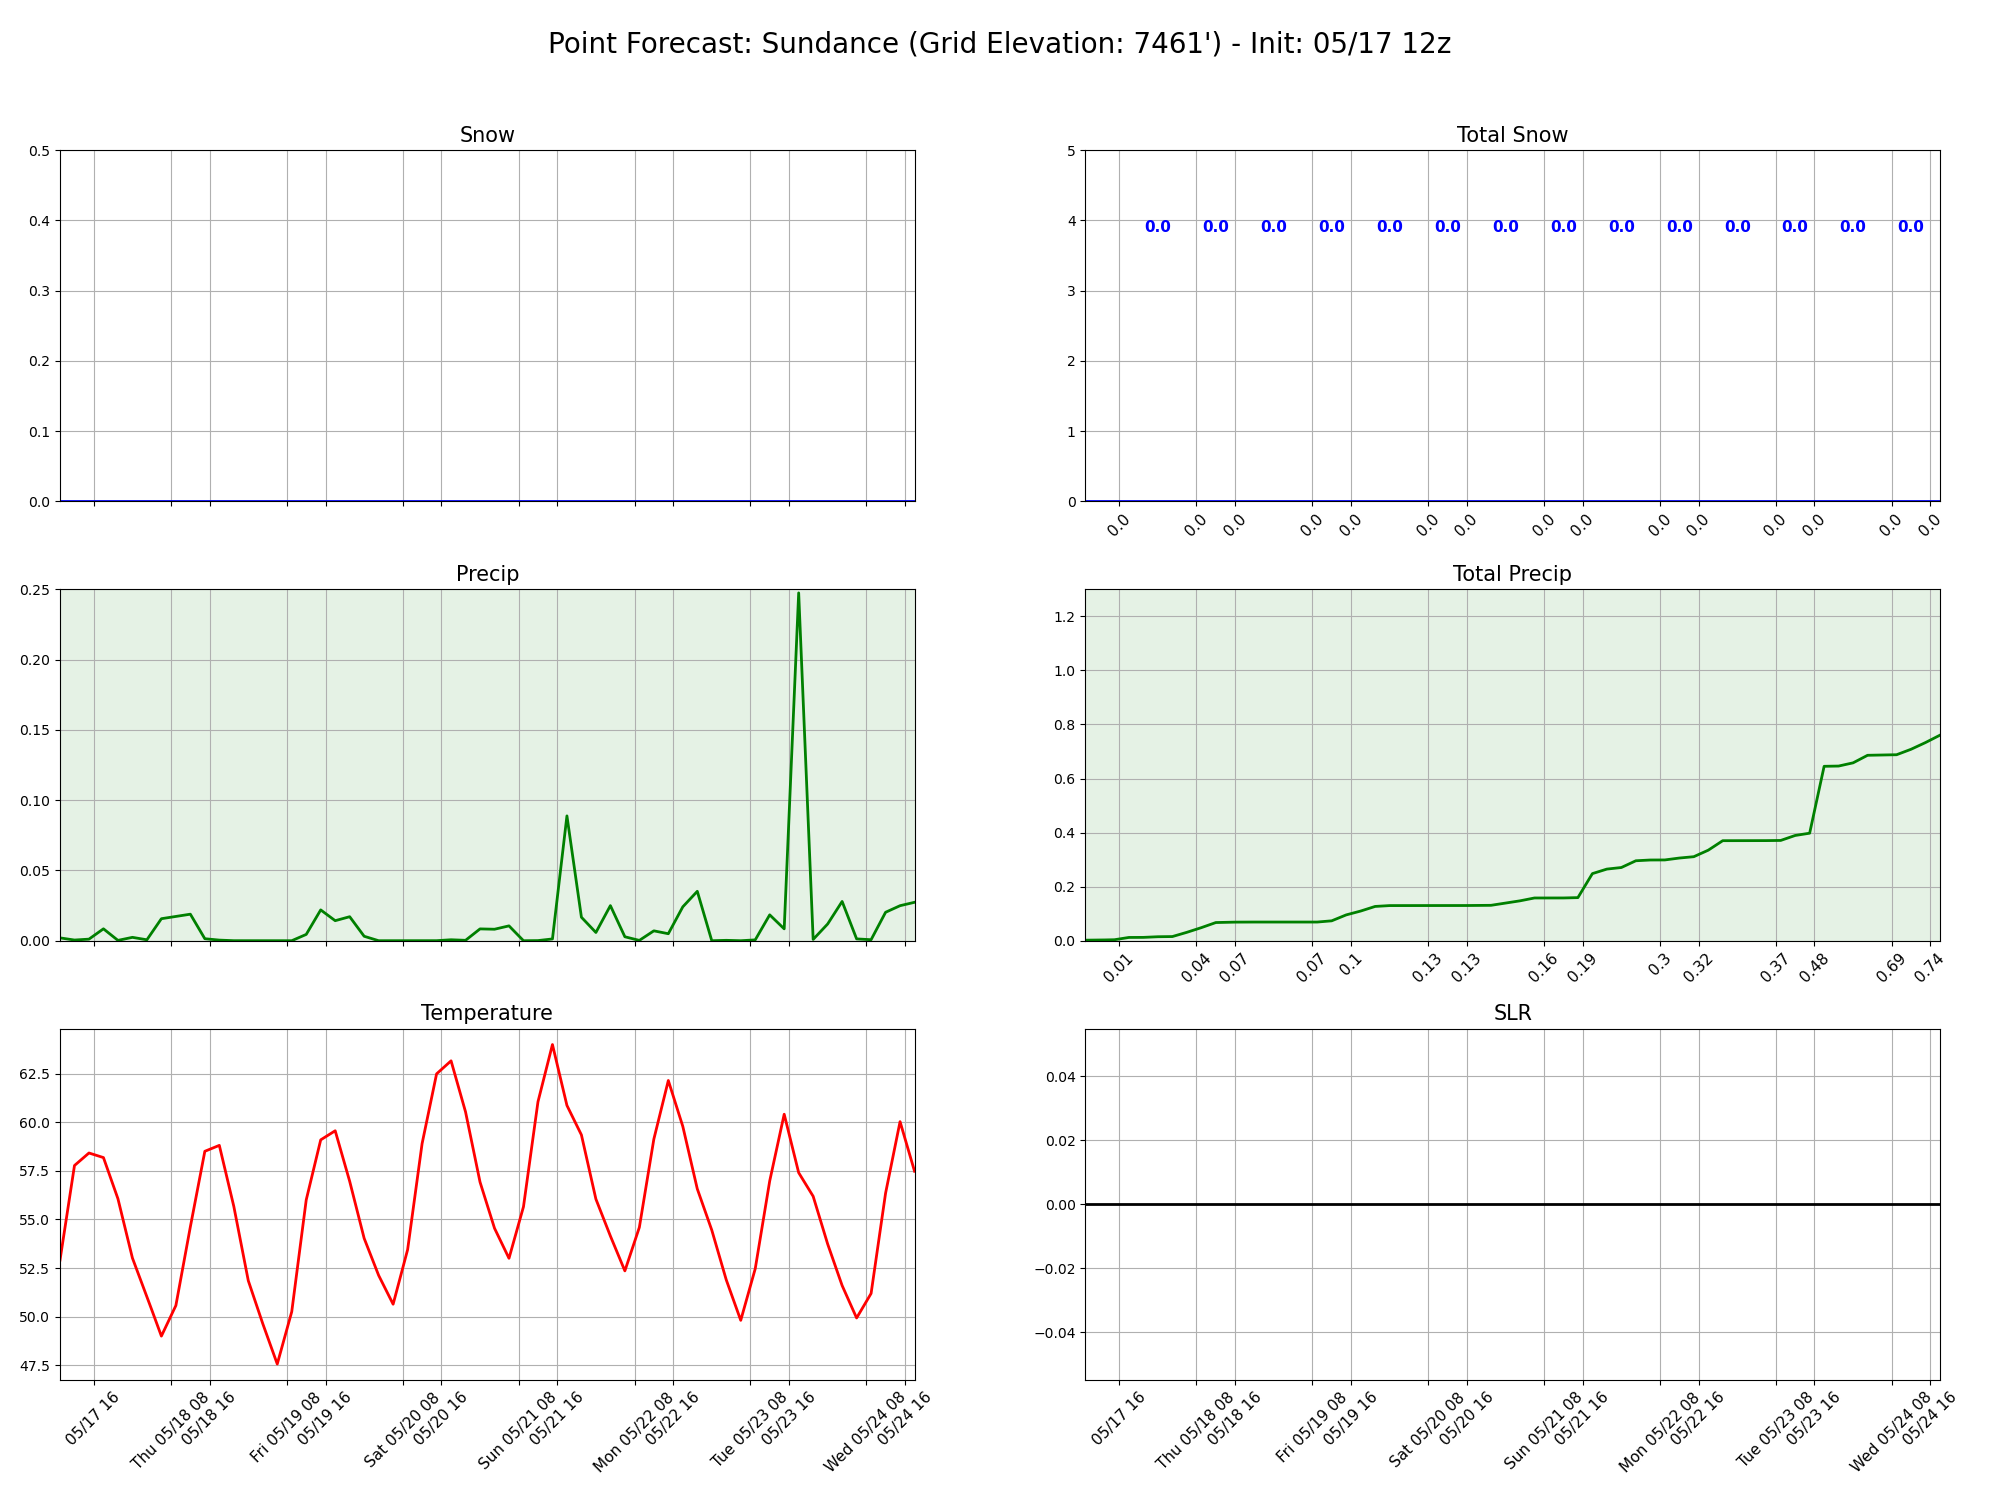 Point Forecast: Sundance (Grid Elevation: 7461') - Init: 05/17 12z
Snow
0.5
0.4
0.3
0.2
0.1
0.0
Total Snow
5
4
3
2
1
0
0.0 0.0 0.0 0.0 0.0 0.0 0.0 0.0 0.0 0.0 0.0 0.0 0.0 0.0
0.0 0.0 0.0 0.0 0.0 0.0 0.0 0.0 0.0 0.0 0.0 0.0 0.0 0.0 0.0
Precip
0.25
0.20
0.15
0.10
0.05
0.00
Total Precip
1.2
1.0
0.8
0.6
0.4
0.2
0.0
0.01 0.04 0.07 0.07 0.1 0.13 0.13 0.16 0.19 0.3 0.32 0.37 0.48 0.69 0.74
Temperature
62.5
60.0
57.5
55.0
52.5
50.0
47.5
05/17 16
Thu 05/18 08
05/18 16
Fri 05/19 08
05/19 16
Sat 05/20 08
05/20 16
Sun 05/21 08
05/21 16
Mon 05/22 08
05/22 16
Tue 05/23 08
05/23 16
Wed 05/24 08
05/24 16
SLR
0.04
0.02
0.00
−0.02
−0.04
05/17 16
Thu 05/18 08
05/18 16
Fri 05/19 08
05/19 16
Sat 05/20 08
05/20 16
Sun 05/21 08
05/21 16
Mon 05/22 08
05/22 16
Tue 05/23 08
05/23 16
Wed 05/24 08
05/24 16